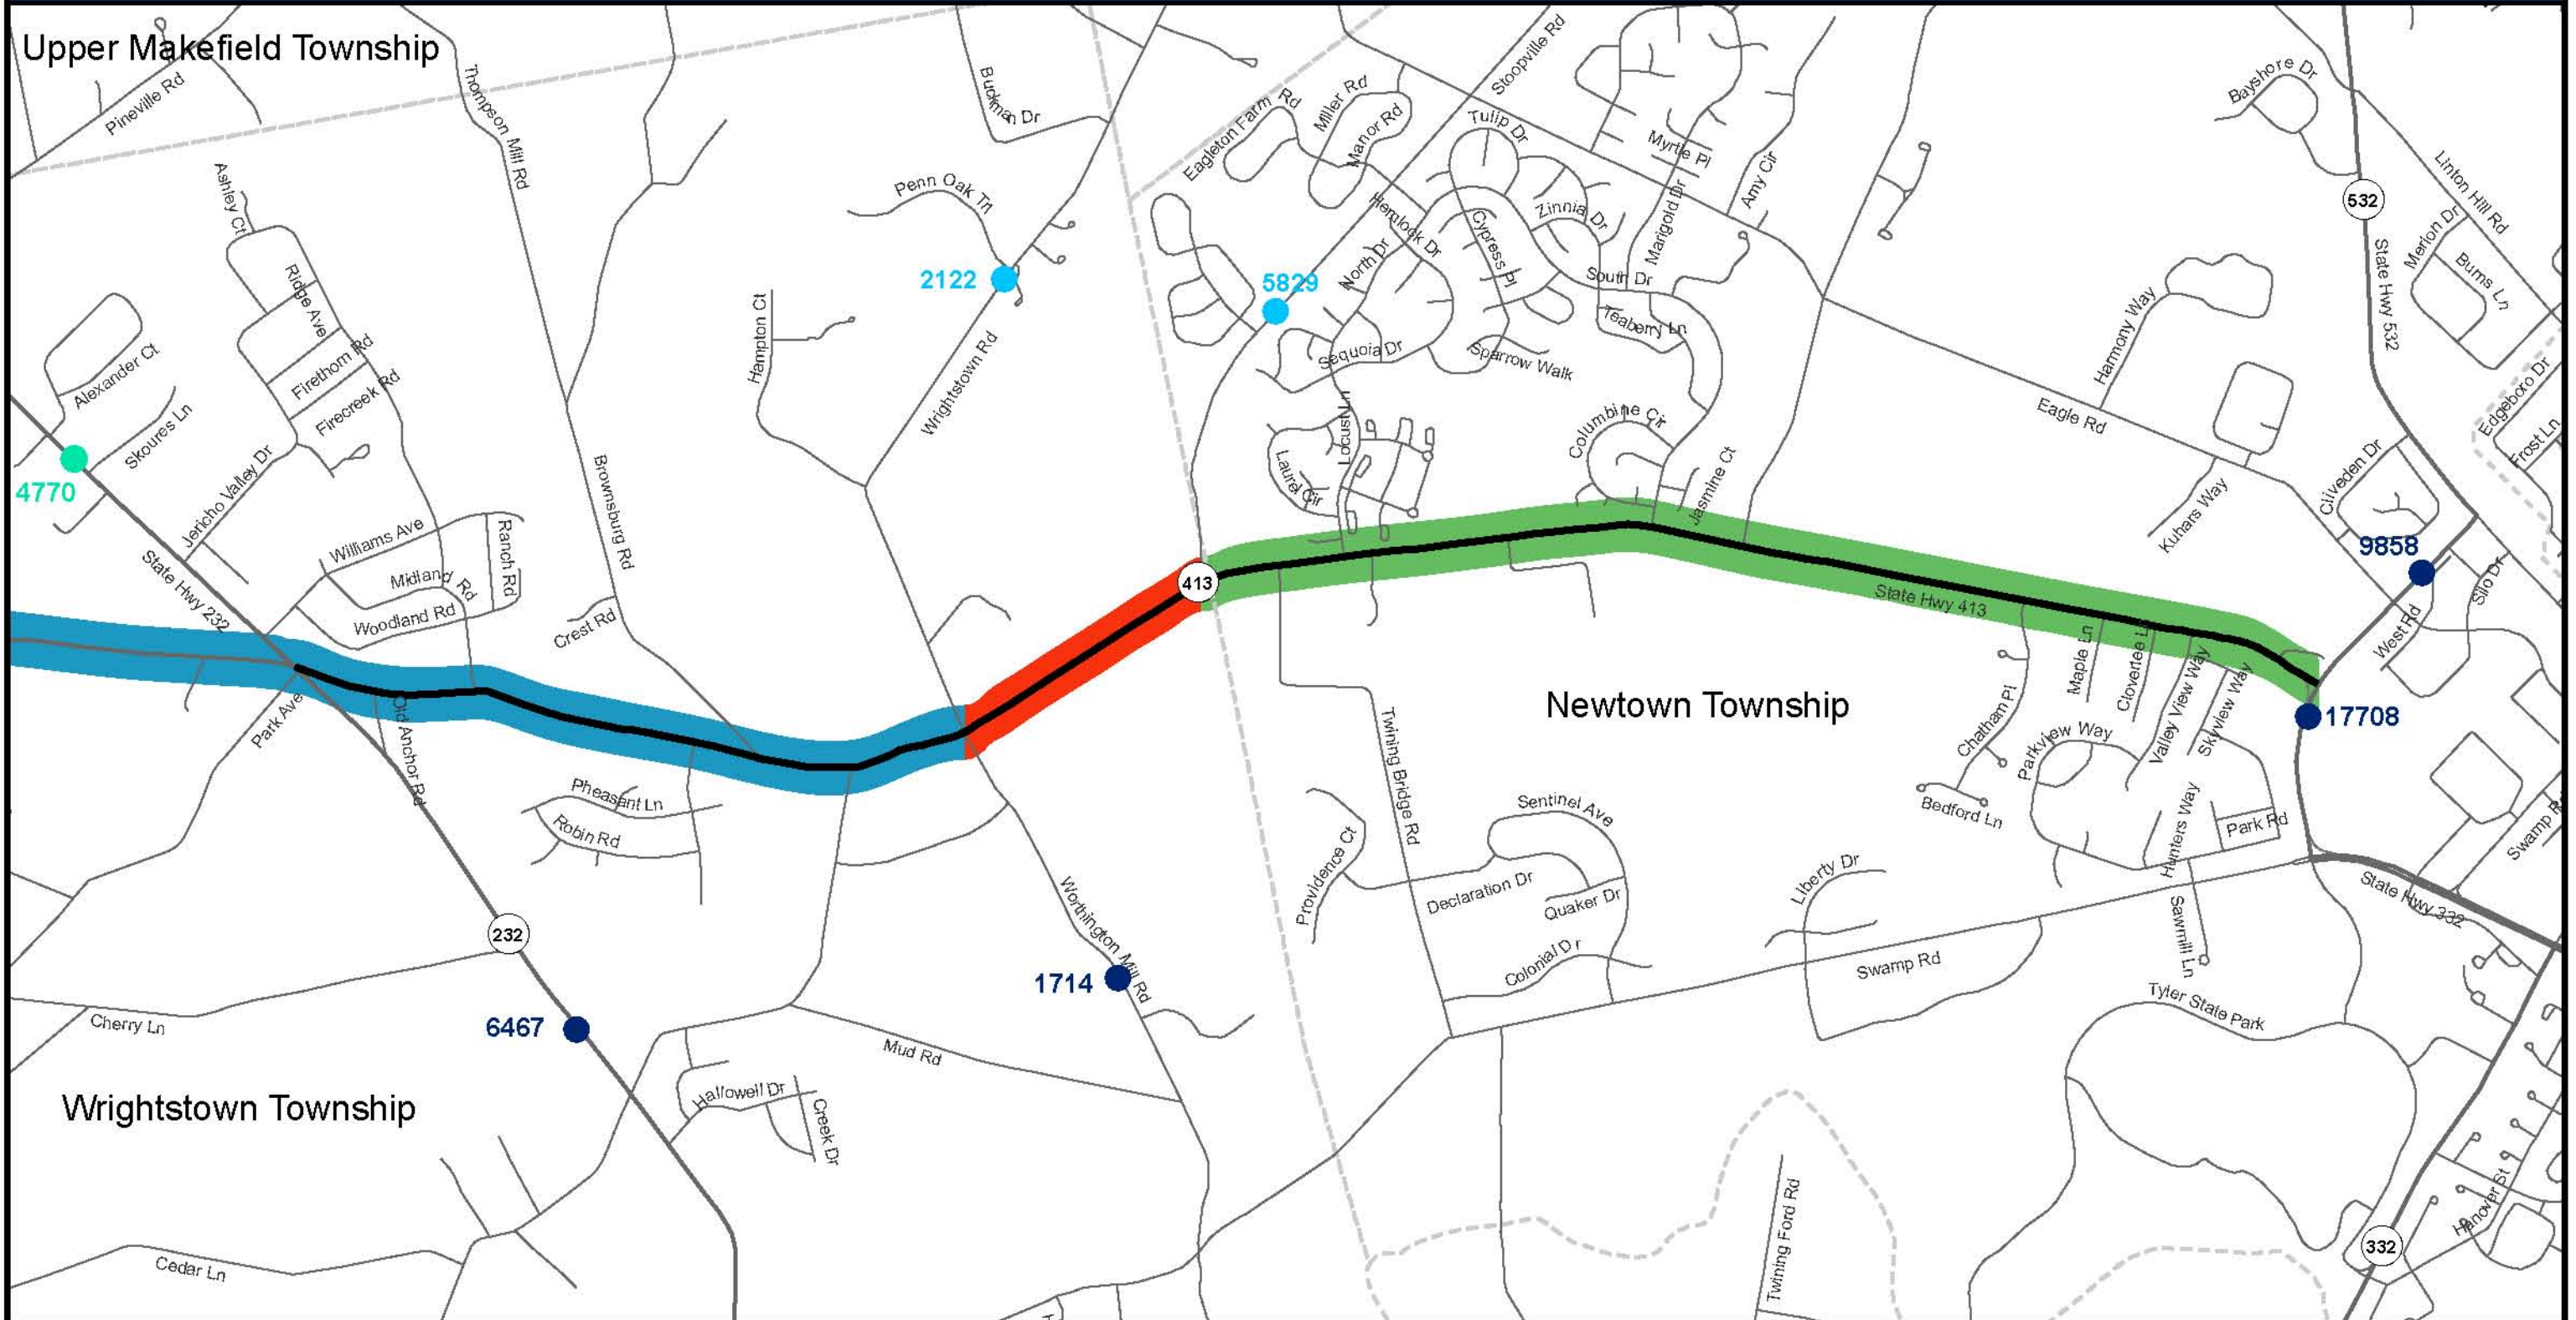 Upper Makefield Township
Pineville Rd
Thompson Mill Rd
Buckman Dr
Stoopville Rd
Eagleton Farm Rd
Miller Rd
Manor Rd
Tulip Dr
Myrtle Pl
Amy Cir
Bayshore Dr
Linton Hill Rd
532
State Hwy 532
Merion Dr
Burns Ln
Ashley Ct
Penn Oak Trl
Hemlock Dr
Zinnia Dr
Marigold Dr
Cypress Pl
North Dr
South Dr
Ridge Ave
2122
5829
Hampton Ct
Wrightstown Rd
Teaberry Ln
Sequoia Dr
Sparrow Walk
Harmony Way
Eagle Rd
Edgeboro Dr
Frost Ln
Alexander Ct
Firethorn Rd
Firecreek Rd
Skoures Ln
Locust Ln
Columbine Cir
Laurel Cir
Jasmine Ct
Cliveden Dr
Kuhars Way
4770
Jericho Valley Dr
Brownsburg Rd
Williams Ave
Ranch Rd
Midland Rd
Woodland Rd
State Hwy 232
Crest Rd
413
State Hwy 413
9858
Silo Dr
West Rd
Maple Ln
Clovertee L
Valley View Way
Skyview Way
Park Ave
Old Anchor Rd
Newtown Township
17708
Chatham Pl
Parkview Way
Twining Bridge Rd
Pheasant Ln
Robin Rd
Sentinel Ave
Bedford Ln
Hunters Way
Park Rd
Swamp R
Providence Ct
Declaration Dr
Quaker Dr
Liberty Dr
State Hwy 332
232
Worthington Mill Rd
Colonial Dr
Swamp Rd
Sawmill Ln
1714
6467
Cherry Ln
Mud Rd
Tyler State Park
Hallowell Dr
Creek Dr
Wrightstown Township
Cedar Ln
Twining Ford Rd
Hanover St
332